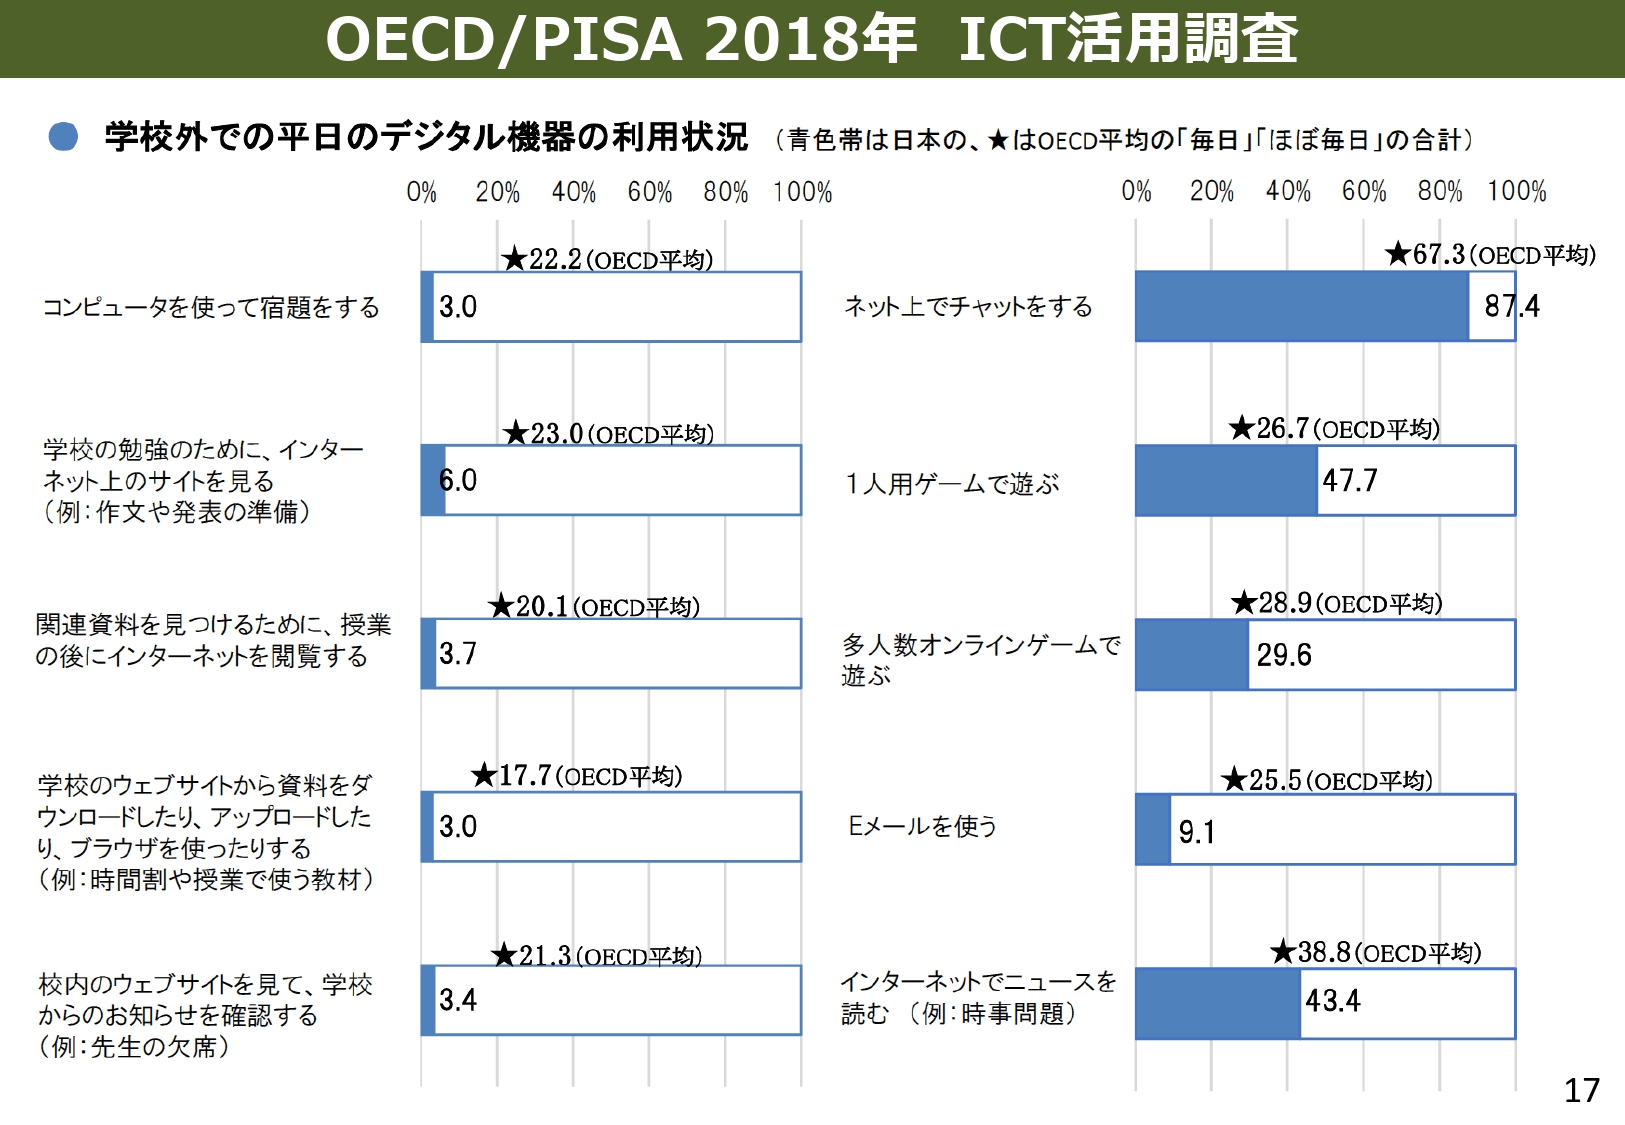 OECD/PISA 2018年 ICT活用調査
● 学校外での平日のデジタル機器の利用状況 （青色帯は日本の、★はOECD平均の「毎日」「ほぼ毎日」の合計）
0% 20% 40% 60% 80% 100%
★22.2(OECD平均)
コンピュータを使って宿題をする
3.0
★23.0(OECD平均)
学校の勉強のために、インター
ネット上のサイトを見る
（例：作文や発表の準備）
6.0
★20.1(OECD平均)
関連資料を見つけるために、授業
の後にインターネットを閲覧する
3.7
★17.7(OECD平均)
学校のウェブサイトから資料をダ
ウンロードしたり、アップロードした
り、ブラウザを使ったりする
（例：時間割や授業で使う教材）
3.0
★21.3(OECD平均)
校内のウェブサイトを見て、学校
からのお知らせを確認する
（例：先生の欠席）
3.4
0% 20% 40% 60% 80% 100%
★67.3(OECD平均)
ネット上でチャットをする
87.4
★26.7(OECD平均)
1人用ゲームで遊ぶ
47.7
★28.9(OECD平均)
多人数オンラインゲームで
遊ぶ
29.6
★25.5(OECD平均)
Eメールを使う
9.1
★38.8(OECD平均)
インターネットでニュースを
読む （例：時事問題）
43.4
17